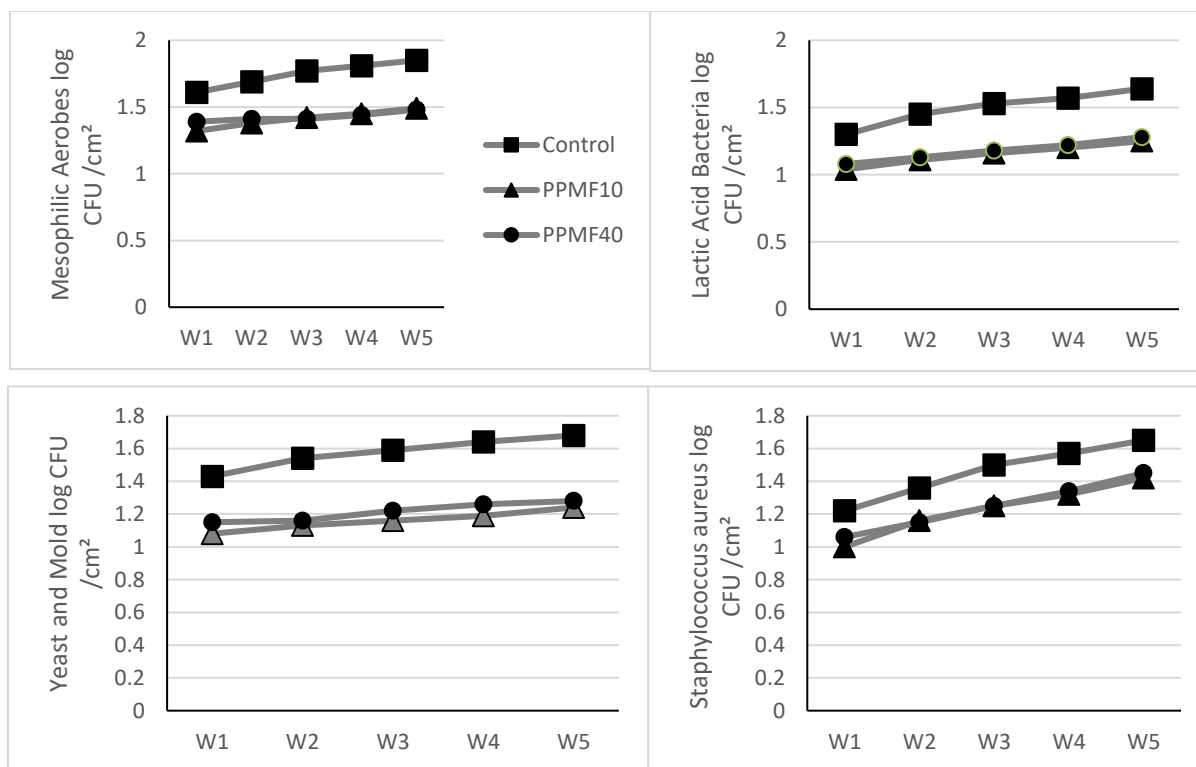 Mesophilic Aerobes log
CFU /cm²
2
1.5
1
0.5
0
W1 W2 W3 W4 W5
Control
PPMF10
PPMF40
Lactic Acid Bacteria log
CFU /cm²
2
1.5
1
0.5
0
W1 W2 W3 W4 W5
Yeast and Mold log CFU
/cm²
1.8
1.6
1.4
1.2
1
0.8
0.6
0.4
0.2
0
W1 W2 W3 W4 W5
Staphylococcus aureus log
CFU /cm²
1.8
1.6
1.4
1.2
1
0.8
0.6
0.4
0.2
0
W1 W2 W3 W4 W5